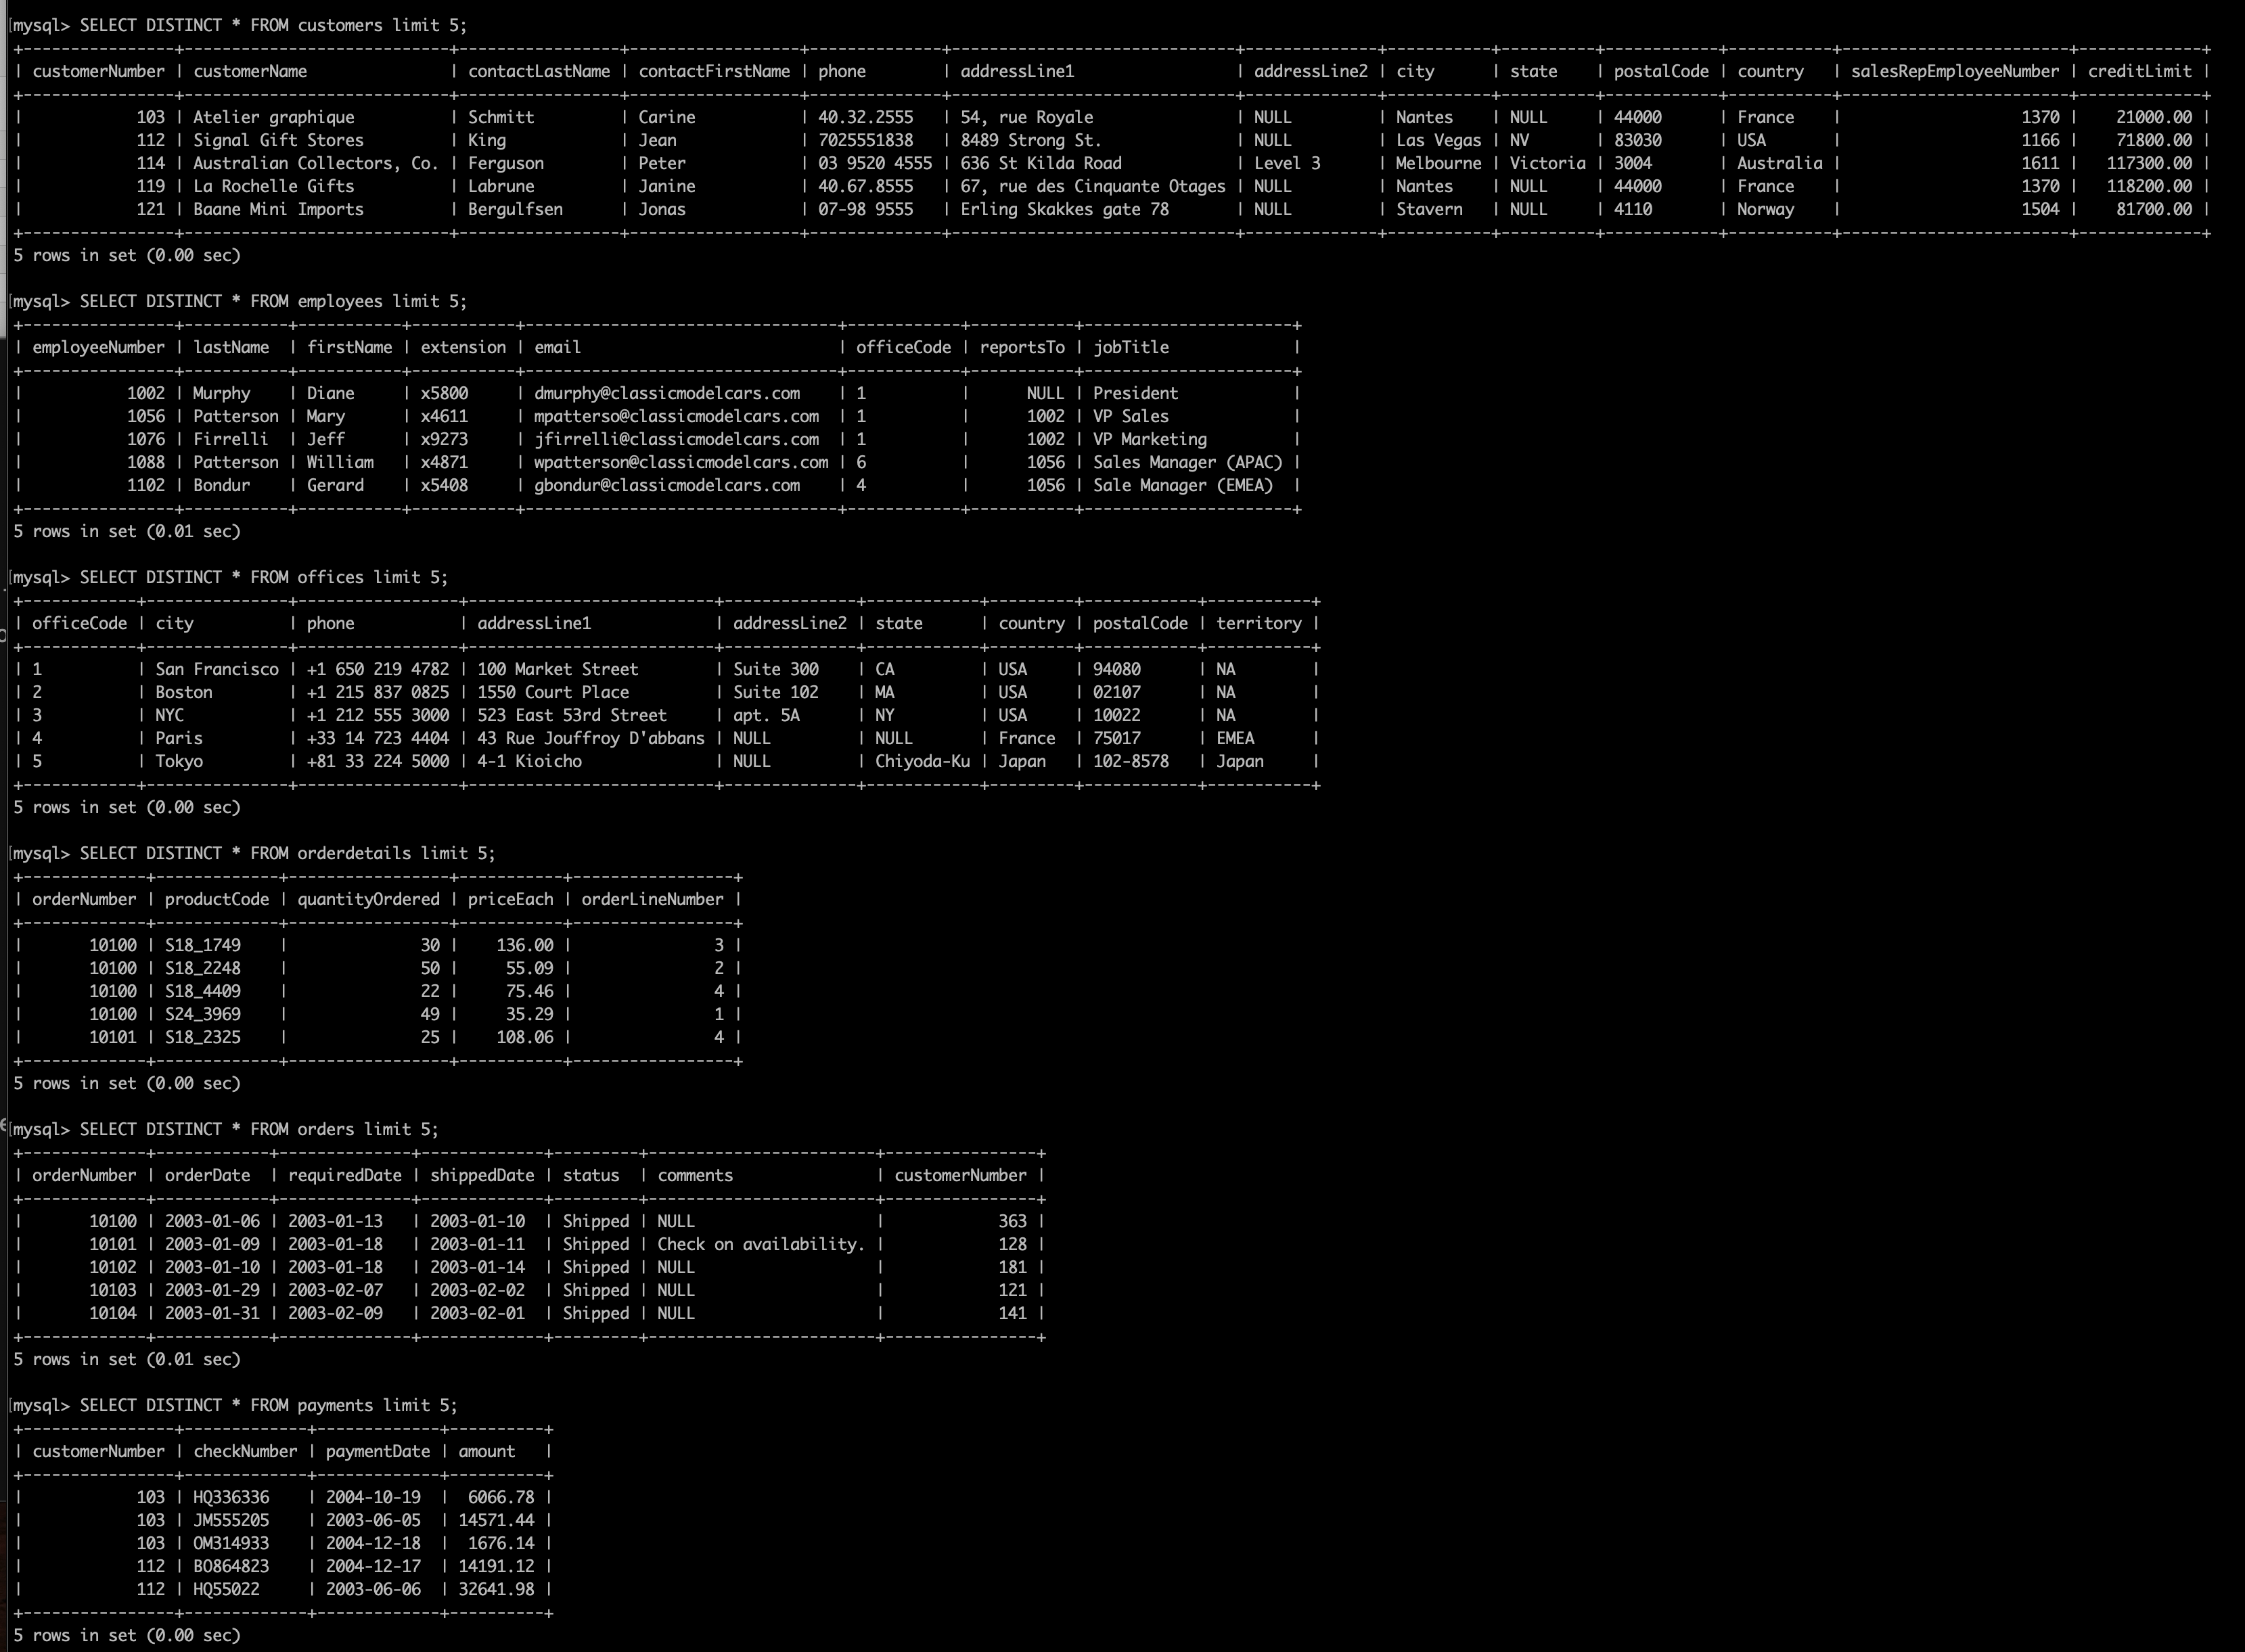 [mysql> SELECT DISTINCT * FROM customers limit 5;
+----------------+----------------------------+-----------------+------------------+--------------+------------------------------+--------------+-----------+----------+------------+-----------+------------------------+-------------+
| customerNumber | customerName               | contactLastName | contactFirstName | phone        | addressLine1                 | addressLine2 | city      | state    | postalCode | country   | salesRepEmployeeNumber | creditLimit |
+----------------+----------------------------+-----------------+------------------+--------------+------------------------------+--------------+-----------+----------+------------+-----------+------------------------+-------------+
|            103 | Atelier graphique          | Schmitt         | Carine           | 40.32.2555   | 54, rue Royale               | NULL         | Nantes    | NULL     | 44000      | France    |                   1370 |    21000.00 |
|            112 | Signal Gift Stores         | King            | Jean             | 7025551838   | 8489 Strong St.              | NULL         | Las Vegas | NV       | 83030      | USA       |                   1166 |    71800.00 |
|            114 | Australian Collectors, Co. | Ferguson        | Peter            | 03 9520 4555 | 636 St Kilda Road            | Level 3      | Melbourne | Victoria | 3004       | Australia |                   1611 |   117300.00 |
|            119 | La Rochelle Gifts          | Labrune         | Janine           | 40.67.8555   | 67, rue des Cinquante Otages | NULL         | Nantes    | NULL     | 44000      | France    |                   1370 |   118200.00 |
|            121 | Baane Mini Imports         | Bergulfsen      | Jonas            | 07-98 9555   | Erling Skakkes gate 78       | NULL         | Stavern   | NULL     | 4110       | Norway    |                   1504 |    81700.00 |
+----------------+----------------------------+-----------------+------------------+--------------+------------------------------+--------------+-----------+----------+------------+-----------+------------------------+-------------+
5 rows in set (0.00 sec)

[mysql> SELECT DISTINCT * FROM employees limit 5;
+----------------+-----------+-----------+-----------+---------------------------------+------------+-----------+----------------------+
| employeeNumber | lastName  | firstName | extension | email                           | officeCode | reportsTo | jobTitle             |
+----------------+-----------+-----------+-----------+---------------------------------+------------+-----------+----------------------+
|           1002 | Murphy    | Diane     | x5800     | dmurphy@classicmodelcars.com    | 1          |      NULL | President            |
|           1056 | Patterson | Mary      | x4611     | mpatterso@classicmodelcars.com  | 1          |      1002 | VP Sales             |
|           1076 | Firrelli  | Jeff      | x9273     | jfirrelli@classicmodelcars.com  | 1          |      1002 | VP Marketing         |
|           1088 | Patterson | William   | x4871     | wpatterson@classicmodelcars.com | 6          |      1056 | Sales Manager (APAC) |
|           1102 | Bondur    | Gerard    | x5408     | gbondur@classicmodelcars.com    | 4          |      1056 | Sale Manager (EMEA)  |
+----------------+-----------+-----------+-----------+---------------------------------+------------+-----------+----------------------+
5 rows in set (0.01 sec)

[mysql> SELECT DISTINCT * FROM offices limit 5;
+------------+---------------+-----------------+--------------------------+--------------+------------+---------+------------+-----------+
| officeCode | city          | phone           | addressLine1             | addressLine2 | state      | country | postalCode | territory |
+------------+---------------+-----------------+--------------------------+--------------+------------+---------+------------+-----------+
| 1          | San Francisco | +1 650 219 4782 | 100 Market Street        | Suite 300    | CA         | USA     | 94080      | NA        |
| 2          | Boston        | +1 215 837 0825 | 1550 Court Place         | Suite 102    | MA         | USA     | 02107      | NA        |
| 3          | NYC           | +1 212 555 3000 | 523 East 53rd Street     | apt. 5A      | NY         | USA     | 10022      | NA        |
| 4          | Paris         | +33 14 723 4404 | 43 Rue Jouffroy D'abbans | NULL         | NULL       | France  | 75017      | EMEA      |
| 5          | Tokyo         | +81 33 224 5000 | 4-1 Kioicho              | NULL         | Chiyoda-Ku | Japan   | 102-8578   | Japan     |
+------------+---------------+-----------------+--------------------------+--------------+------------+---------+------------+-----------+
5 rows in set (0.00 sec)

[mysql> SELECT DISTINCT * FROM orderdetails limit 5;
+-------------+-------------+-----------------+-----------+-----------------+
| orderNumber | productCode | quantityOrdered | priceEach | orderLineNumber |
+-------------+-------------+-----------------+-----------+-----------------+
|       10100 | S18_1749    |              30 |    136.00 |               3 |
|       10100 | S18_2248    |              50 |     55.09 |               2 |
|       10100 | S18_4409    |              22 |     75.46 |               4 |
|       10100 | S24_3969    |              49 |     35.29 |               1 |
|       10101 | S18_2325    |              25 |    108.06 |               4 |
+-------------+-------------+-----------------+-----------+-----------------+
5 rows in set (0.00 sec)

[mysql> SELECT DISTINCT * FROM orders limit 5;
+-------------+------------+--------------+-------------+---------+------------------------+----------------+
| orderNumber | orderDate  | requiredDate | shippedDate | status  | comments               | customerNumber |
+-------------+------------+--------------+-------------+---------+------------------------+----------------+
|       10100 | 2003-01-06 | 2003-01-13   | 2003-01-10  | Shipped | NULL                   |            363 |
|       10101 | 2003-01-09 | 2003-01-18   | 2003-01-11  | Shipped | Check on availability. |            128 |
|       10102 | 2003-01-10 | 2003-01-18   | 2003-01-14  | Shipped | NULL                   |            181 |
|       10103 | 2003-01-29 | 2003-02-07   | 2003-02-02  | Shipped | NULL                   |            121 |
|       10104 | 2003-01-31 | 2003-02-09   | 2003-02-01  | Shipped | NULL                   |            141 |
+-------------+------------+--------------+-------------+---------+------------------------+----------------+
5 rows in set (0.01 sec)

[mysql> SELECT DISTINCT * FROM payments limit 5;
+----------------+-------------+-------------+----------+
| customerNumber | checkNumber | paymentDate | amount   |
+----------------+-------------+-------------+----------+
|            103 | HQ336336    | 2004-10-19  |  6066.78 |
|            103 | JM555205    | 2003-06-05  | 14571.44 |
|            103 | OM314933    | 2004-12-18  |  1676.14 |
|            112 | BO864823    | 2004-12-17  | 14191.12 |
|            112 | HQ55022     | 2003-06-06  | 32641.98 |
+----------------+-------------+-------------+----------+
5 rows in set (0.00 sec)